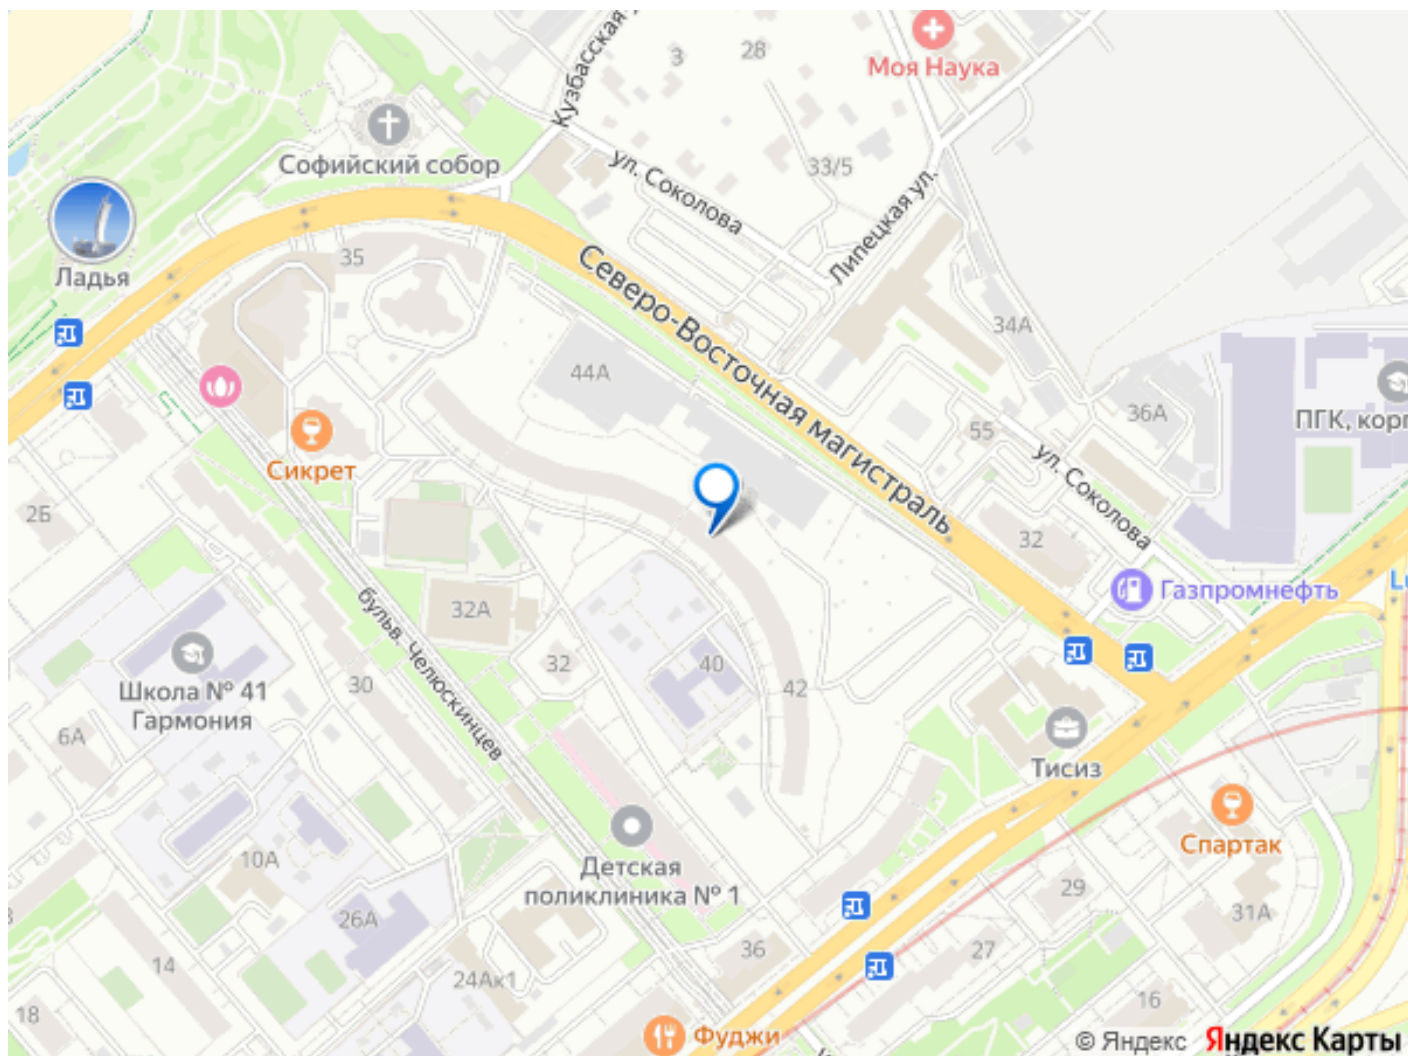 Кузбасская
3
28
Моя Наука
Софийский собор
ул. Соколова
33/5
Липецкая ул.
Ладья
35
Северо-Восточная магистраль
34А
44А
36А
ПГК, корп
55
ул. Соколова
Сикрет
2Б
32
Газпромнефть
бульв. Челюскинцев
32А
32
40
42
Школа № 41
Гармония
30
6А
Тисиз
Спартак
Детская
поликлиника № 1
10А
26А
29
31А
14
36
27
24Ак1
16
18
Фуджи
© Яндекс Яндекс Карты